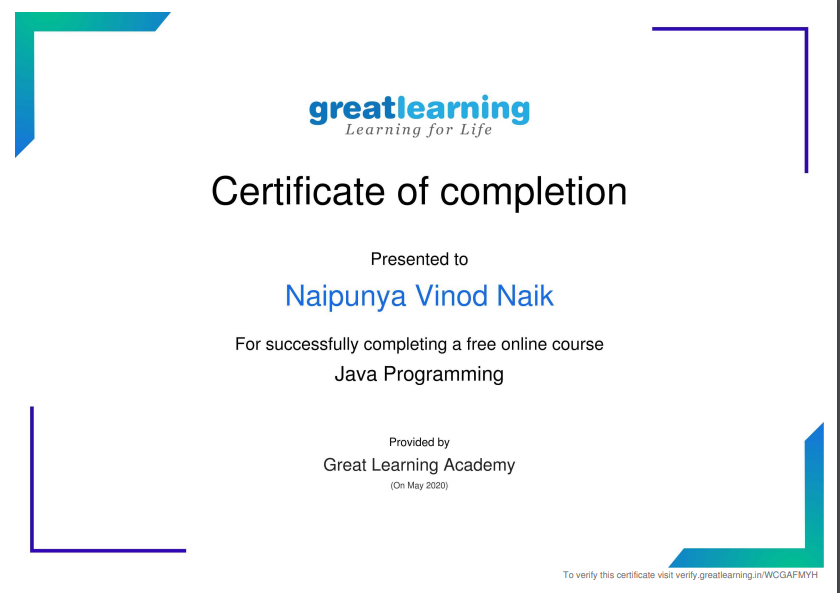 greatlearning
Learning for Life
Certificate of completion
Presented to
Naipunya Vinod Naik
For successfully completing a free online course
Java Programming
Provided by
Great Learning Academy
(On May 2020)
To verify this certificate visit verify.greatlearning.in/WCGAFMYH